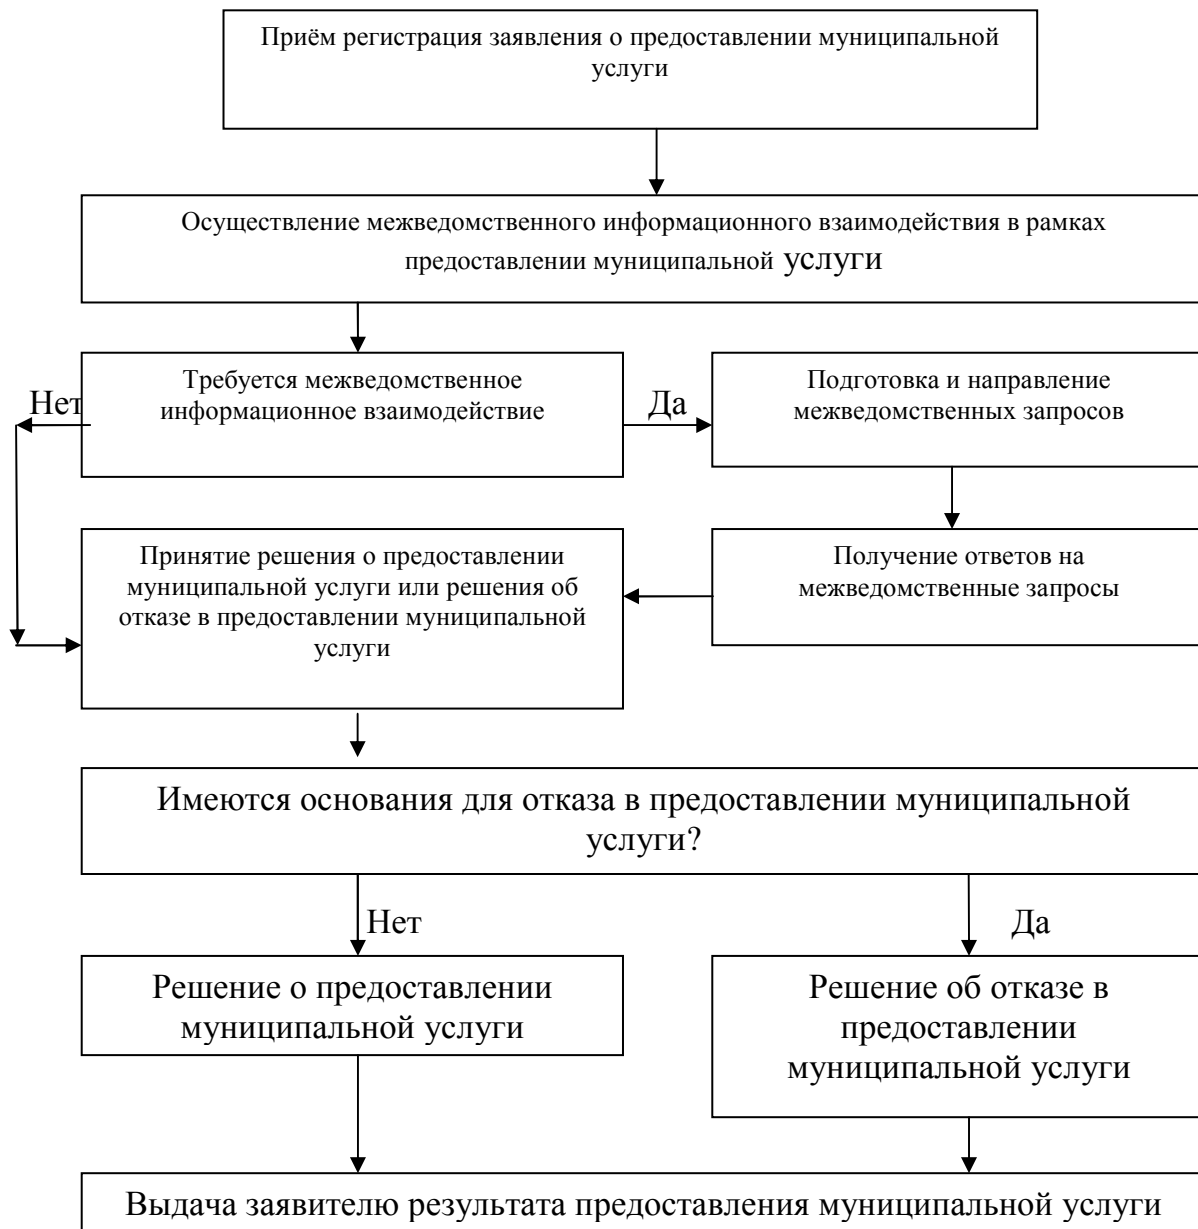 Приём регистрация заявления о предоставлении муниципальной
услуги
Осуществление межведомственного информационного взаимодействия в рамках
предоставлении муниципальной услуги
Нет
Требуется межведомственное
информационное взаимодействие
Да
Подготовка и направление
межведомственных запросов
Принятие решения о предоставлении
муниципальной услуги или решения об
отказе в предоставлении муниципальной
услуги
Получение ответов на
межведомственные запросы
Имеются основания для отказа в предоставлении муниципальной
услуги?
Нет
Да
Решение о предоставлении
муниципальной услуги
Решение об отказе в
предоставлении
муниципальной услуги
Выдача заявителю результата предоставления муниципальной услуги